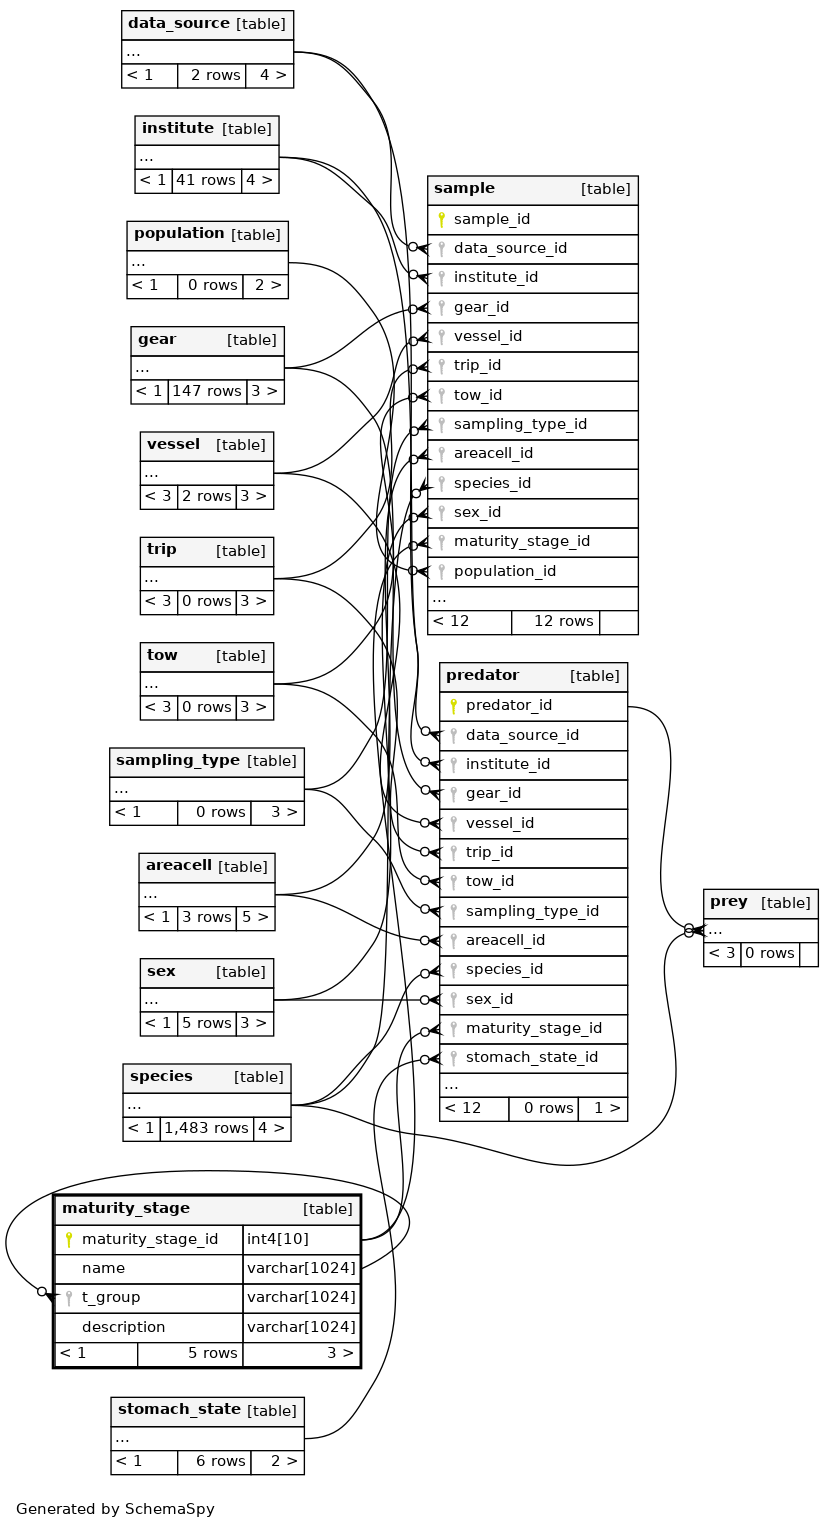 data_source [table]
...
< 1 2 rows 4 >
institute [table]
...
< 1 41 rows 4 >
population [table]
...
< 1 0 rows 2 >
gear [table]
...
< 1 147 rows 3 >
vessel [table]
...
< 3 2 rows 3 >
trip [table]
...
< 3 0 rows 3 >
tow [table]
...
< 3 0 rows 3 >
sampling_type [table]
...
< 1 0 rows 3 >
areacell [table]
...
< 1 3 rows 5 >
sex [table]
...
< 1 5 rows 3 >
species [table]
...
< 1 1,483 rows 4 >
maturity_stage [table]
maturity_stage_id int4[10]
name varchar[1024]
t_group varchar[1024]
description varchar[1024]
< 1 5 rows 3 >
stomach_state [table]
...
< 1 6 rows 2 >
sample [table]
sample_id
data_source_id
institute_id
gear_id
vessel_id
trip_id
tow_id
sampling_type_id
areacell_id
species_id
sex_id
maturity_stage_id
population_id
...
< 12 12 rows
predator [table]
predator_id
data_source_id
institute_id
gear_id
vessel_id
trip_id
tow_id
sampling_type_id
areacell_id
species_id
sex_id
maturity_stage_id
stomach_state_id
...
< 12 0 rows 1 >
prey [table]
...
< 3 0 rows
Generated by SchemaSpy